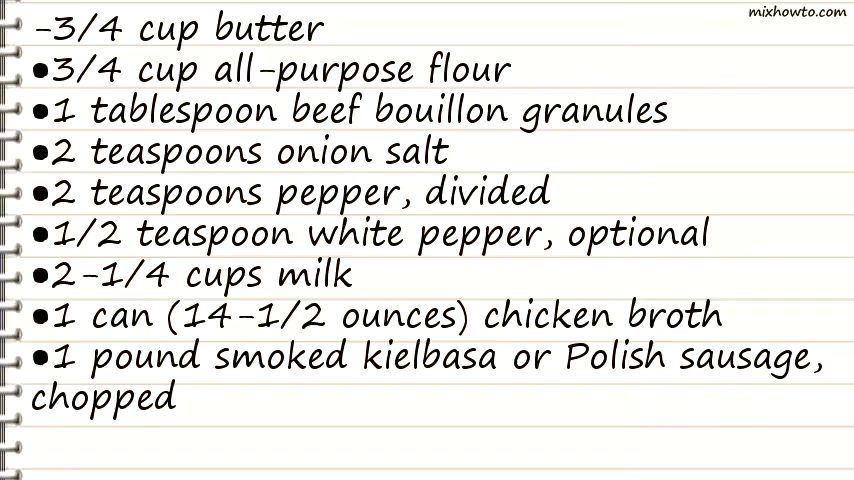 mixhowto.com
-3/4 cup butter
•3/4 cup all-purpose flour
•1 tablespoon beef bouillon granules
•2 teaspoons onion salt
•2 teaspoons pepper, divided
•1/2 teaspoon white pepper, optional
•2-1/4 cups milk
•1 can (14-1/2 ounces) chicken broth
•1 pound smoked kielbasa or Polish sausage,
chopped